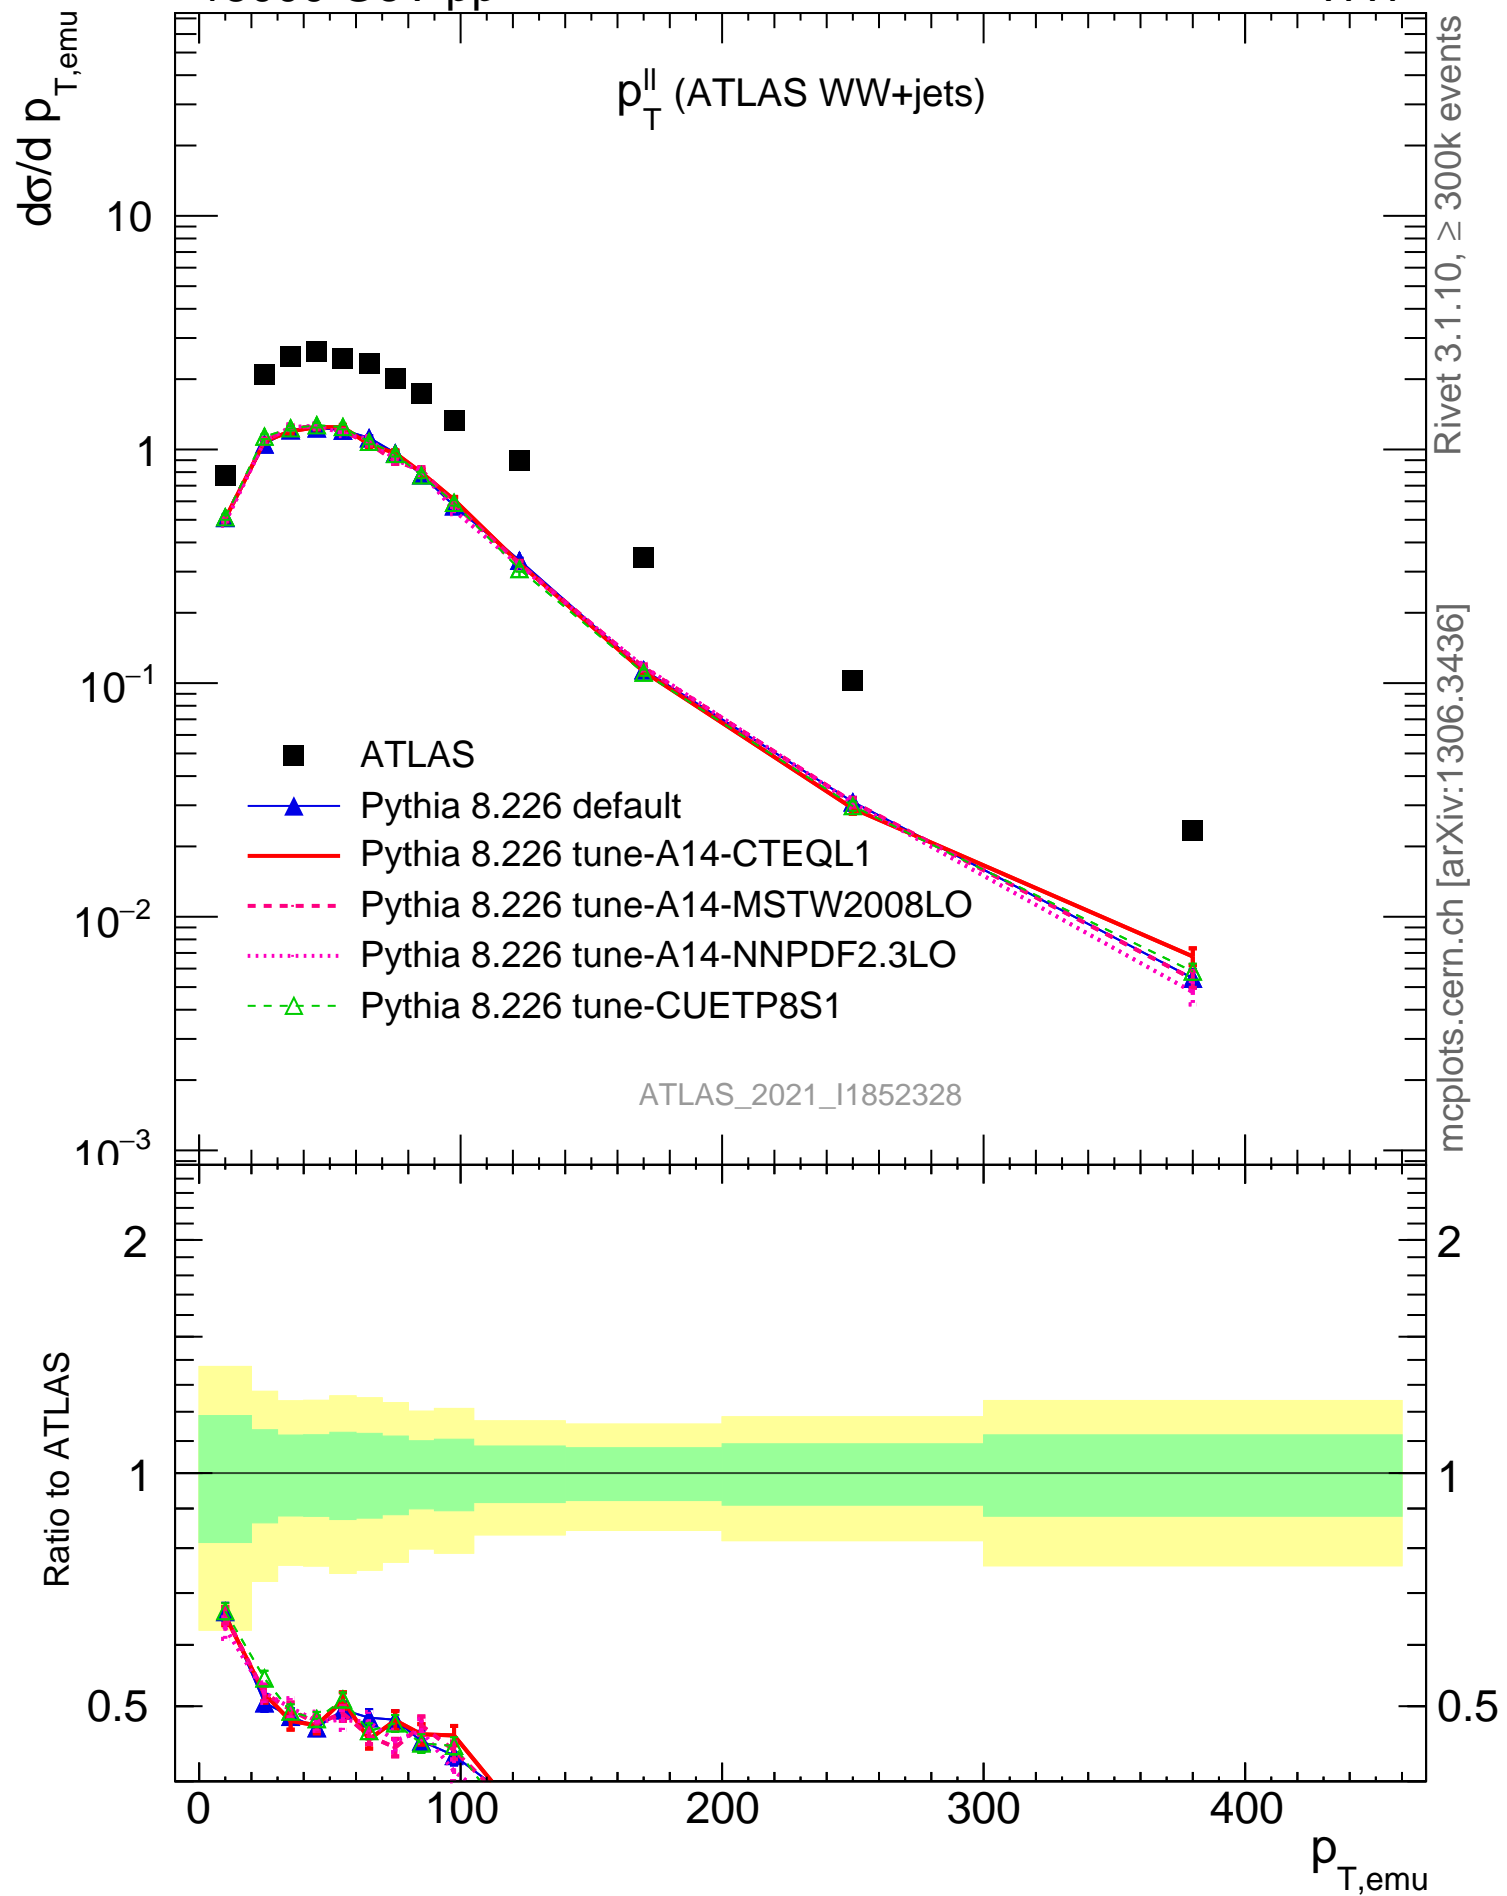 dσ/d p_T,emu
p_T^ll (ATLAS WW+jets)
10
1
10^−1
10^−2
10^−3
ATLAS
Pythia 8.226 default
Pythia 8.226 tune-A14-CTEQL1
Pythia 8.226 tune-A14-MSTW2008LO
Pythia 8.226 tune-A14-NNPDF2.3LO
Pythia 8.226 tune-CUETP8S1
ATLAS_2021_I1852328
Rivet 3.1.10, ≥ 300k events
mcplots.cern.ch [arXiv:1306.3436]
Ratio to ATLAS
2
1
0.5
2
1
0.5
0
100
200
300
400
p_T,emu